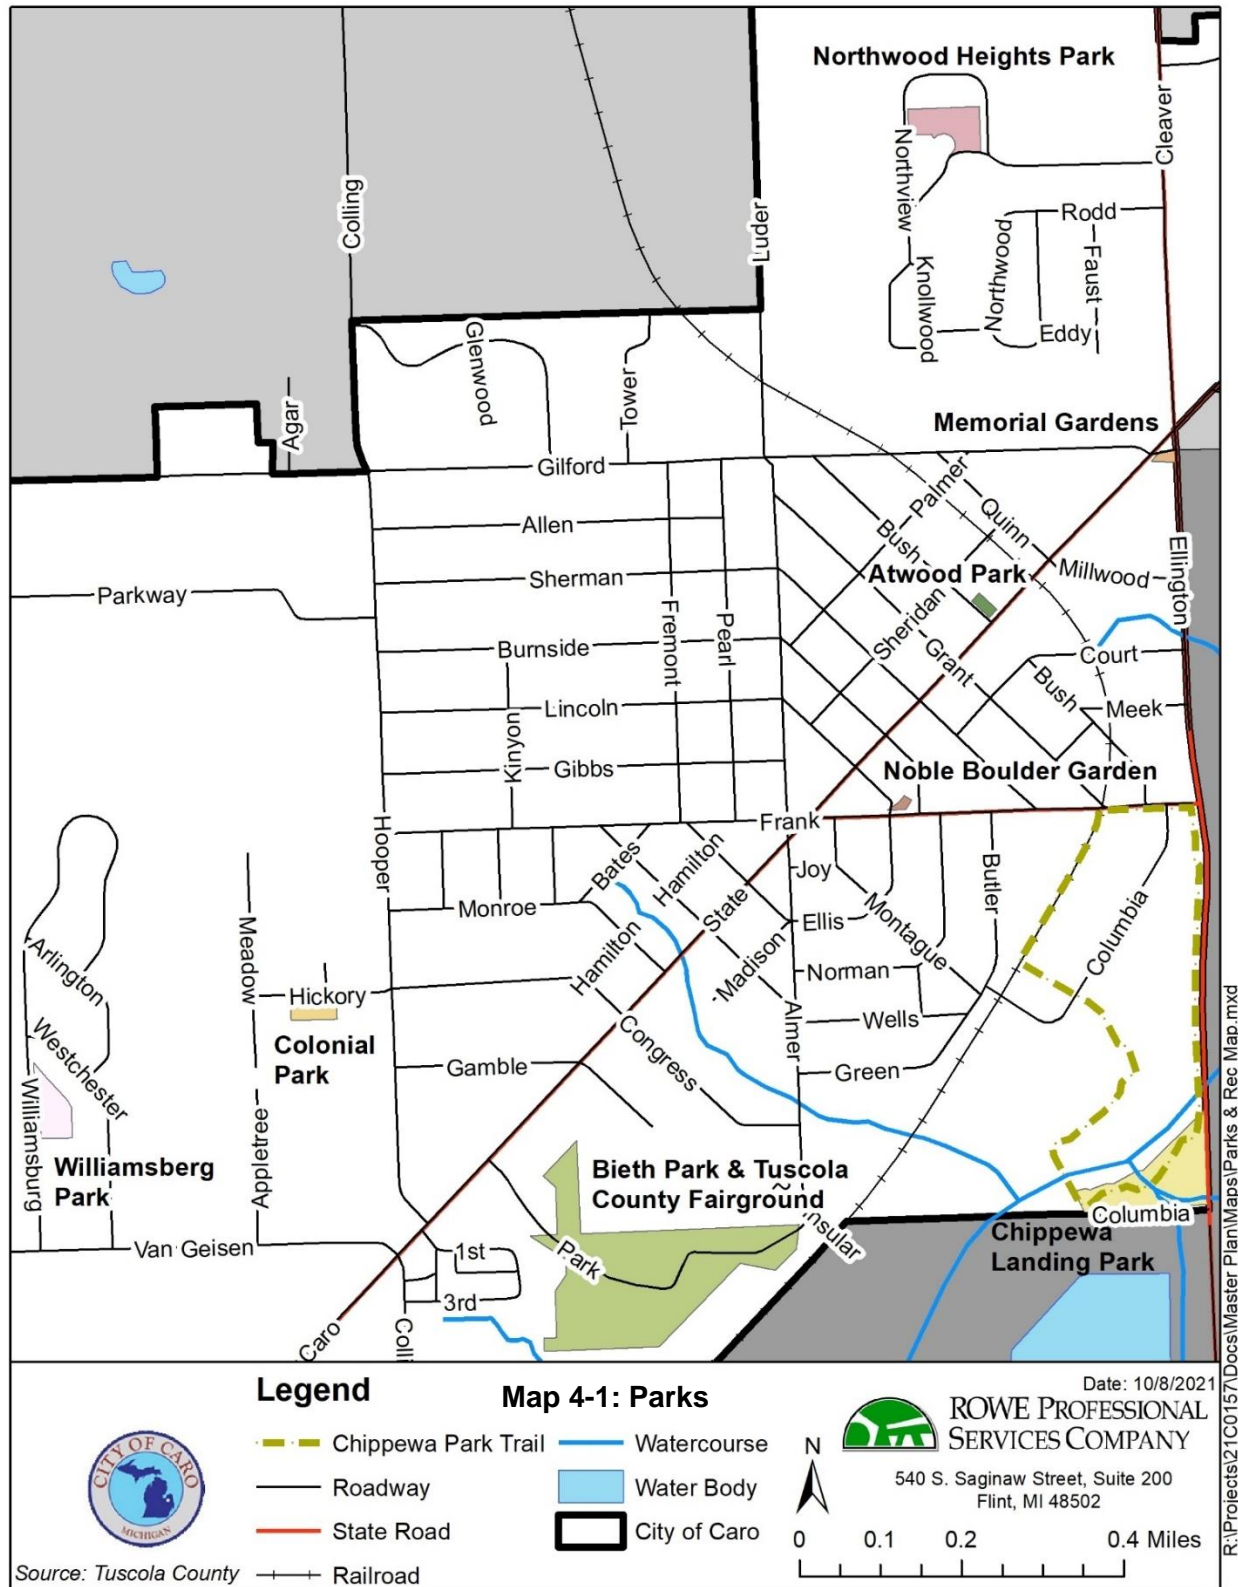 Northwood Heights Park
Cleaver
Northview
Colling
Luder
Rodd
Northwood
Faust
Knollwood
Eddy
Glenwood
Tower
Agar
Memorial Gardens
Gilford
Palmer
Quinn
Allen
Bush
Ellington
Atwood Park
Millwood
Sherman
Parkway
Fremont
Pearl
Sheridan
Grant
Burnside
Court
Bush
Lincoln
Meek
Kinyon
Gibbs
Noble Boulder Garden
Hooper
Frank
Bates
Hamilton
Joy
Butler
State
Monroe
Ellis
Montague
Columbia
Meadow
Arlington
Hamilton
Madison
Norman
Hickory
Almer
Wells
Colonial
Park
Westchester
Congress
Gamble
Green
Williamsburg
Appletree
Williamsberg
Park
Bieth Park & Tuscola
County Fairground
Insular
Columbia
Chippewa
Landing Park
Van Geisen
1st
Park
3rd
Caro
Colli
R:\Projects\21C0157\Docs\Master Plan\Maps\Parks & Rec Map.mxd
Legend
Map 4-1: Parks
Date: 10/8/2021
CITY OF CARO
MICHIGAN
Source: Tuscola County
Chippewa Park Trail
Roadway
State Road
Railroad
Watercourse
Water Body
City of Caro
N
ROWE PROFESSIONAL
SERVICES COMPANY
540 S. Saginaw Street, Suite 200
Flint, MI 48502
0 0.1 0.2 0.4 Miles